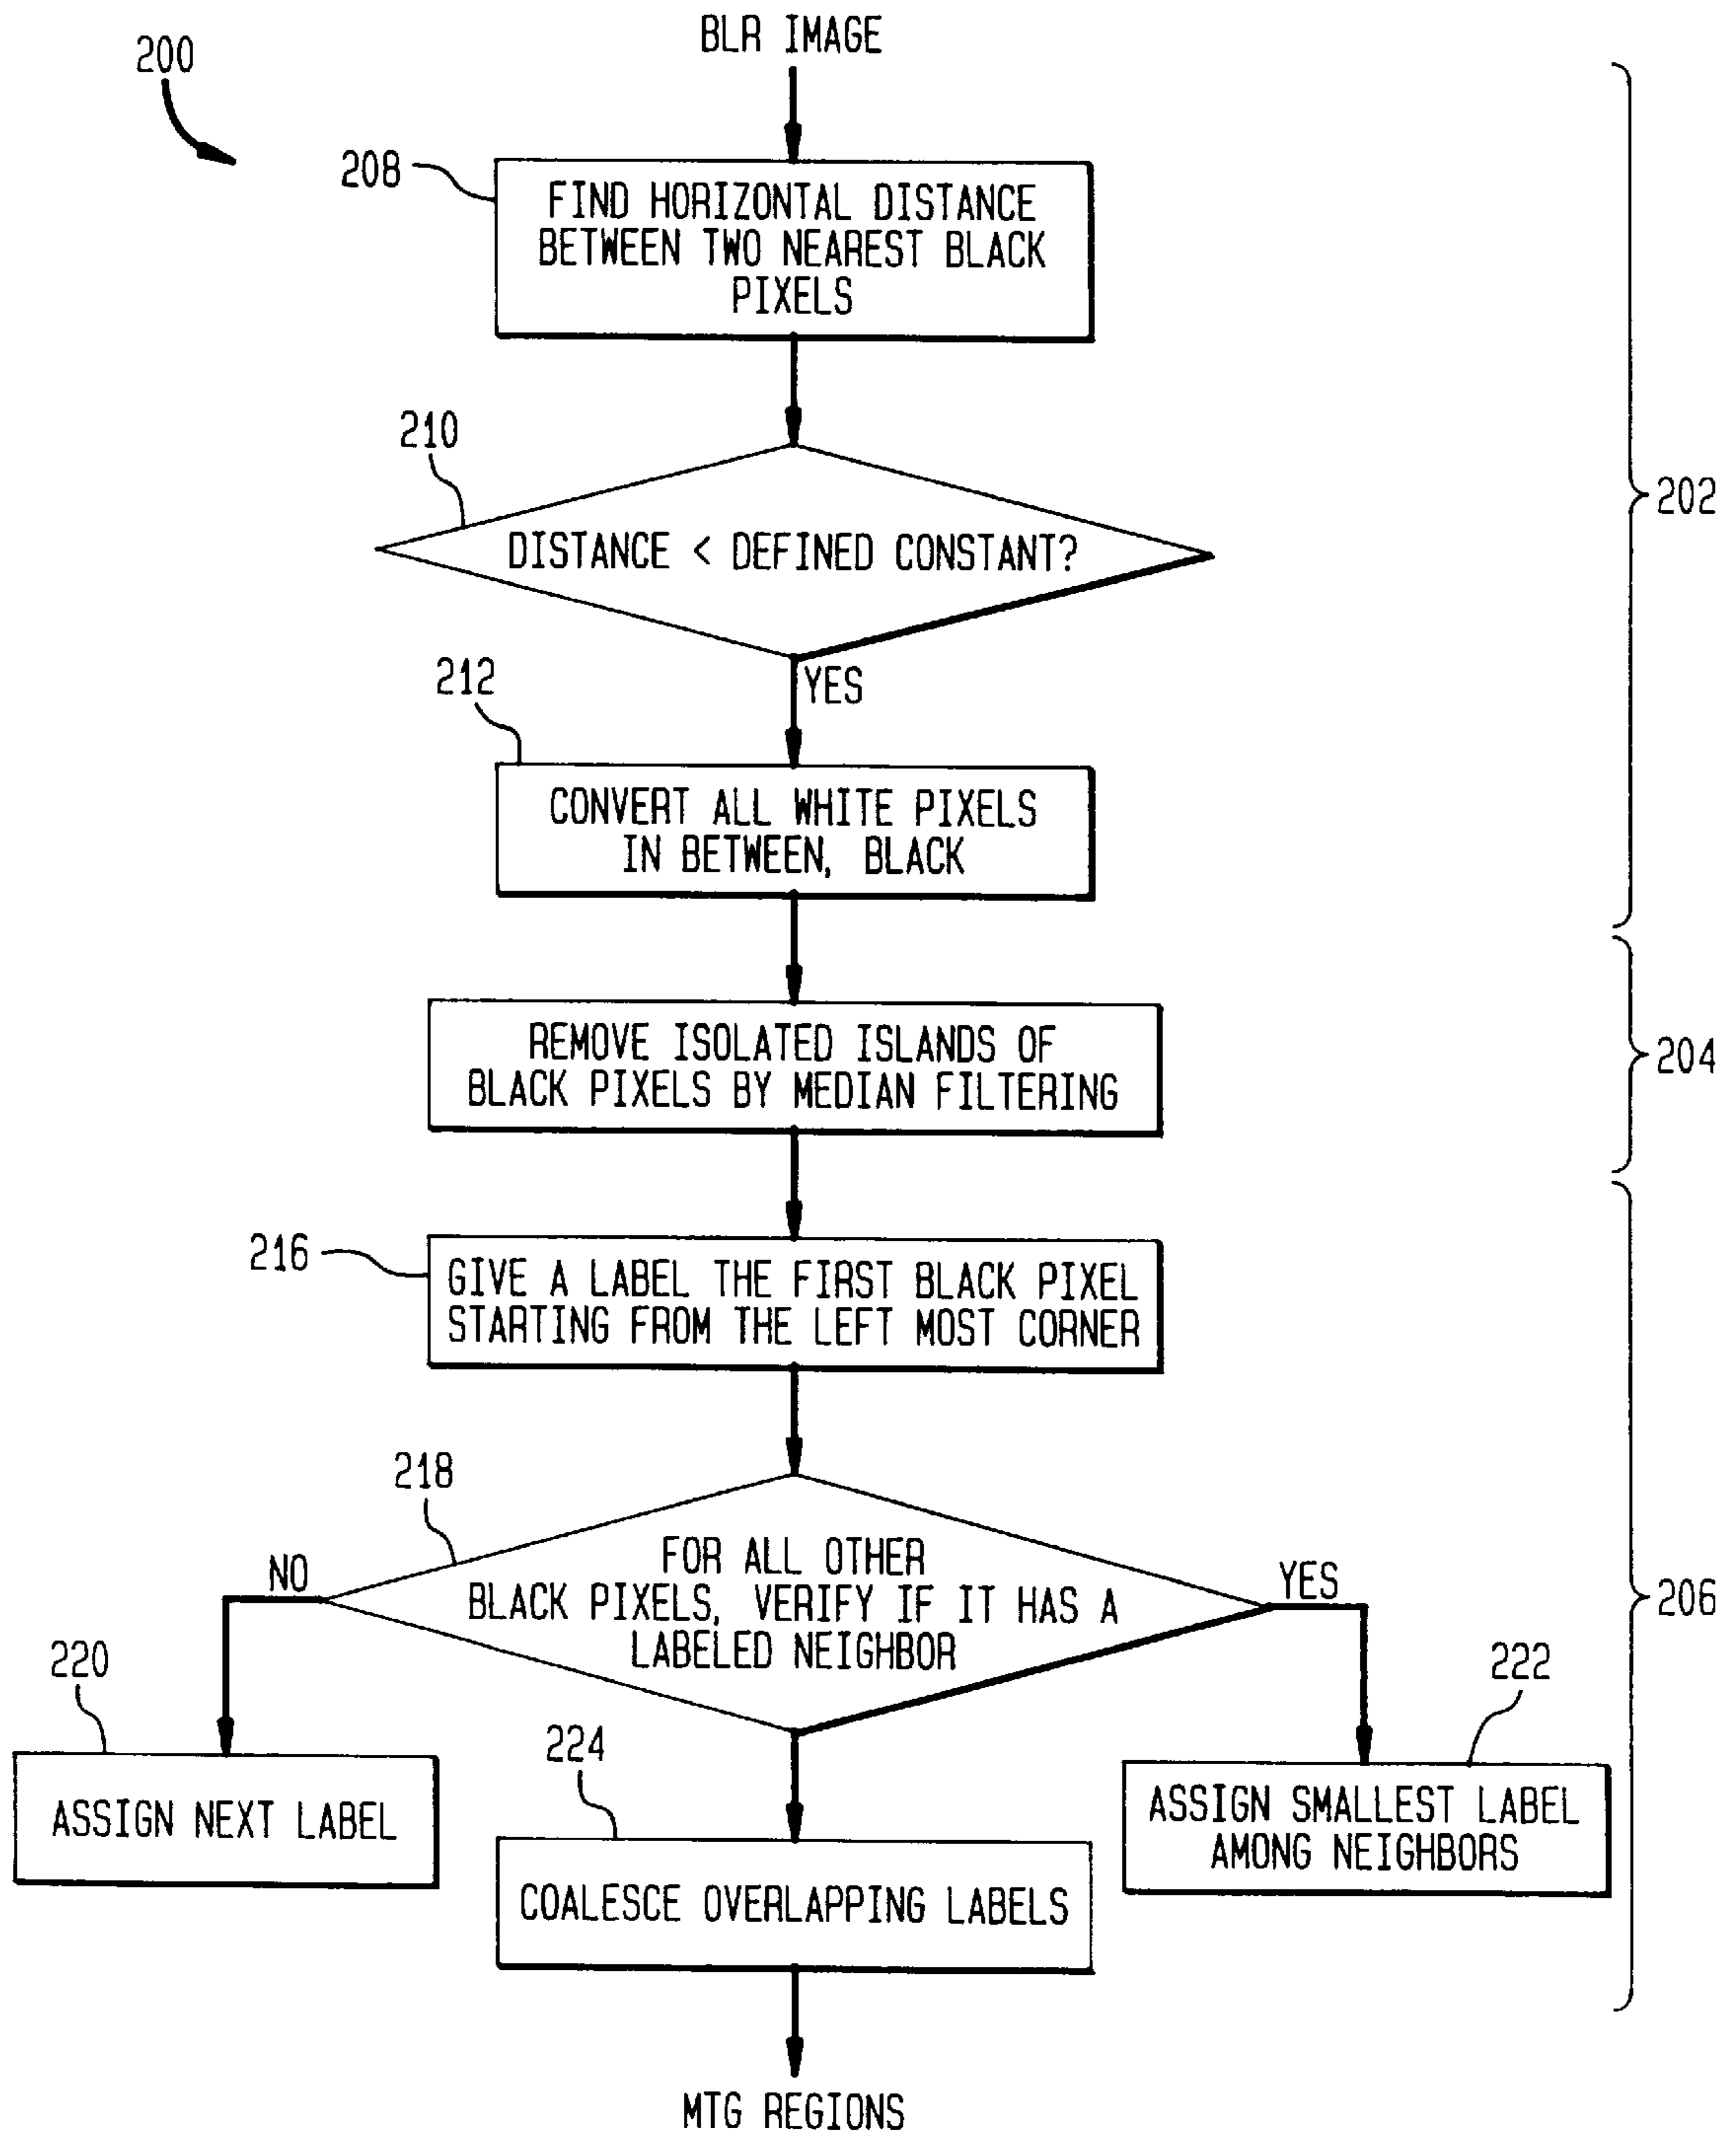 BLR IMAGE
200
208
FIND HORIZONTAL DISTANCE
BETWEEN TWO NEAREST BLACK
PIXELS
210
DISTANCE < DEFINED CONSTANT?
202
212
YES
CONVERT ALL WHITE PIXELS
IN BETWEEN, BLACK
REMOVE ISOLATED ISLANDS OF
BLACK PIXELS BY MEDIAN FILTERING
204
216
GIVE A LABEL THE FIRST BLACK PIXEL
STARTING FROM THE LEFT MOST CORNER
218
FOR ALL OTHER
BLACK PIXELS, VERIFY IF IT HAS A
LABELED NEIGHBOR
NO
YES
206
220
ASSIGN NEXT LABEL
222
ASSIGN SMALLEST LABEL
AMONG NEIGHBORS
224
COALESCE OVERLAPPING LABELS
MTG REGIONS